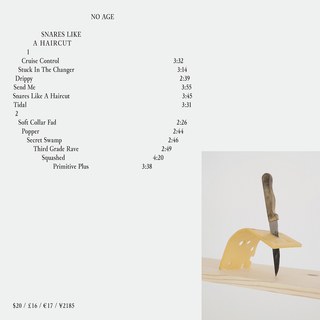 NO AGE
SNARES LIKE
A HAIRCUT
1
Cruise Control 3:32
Stuck In The Changer 3:14
Drippy 2:39
Send Me 3:55
Snares Like A Haircut 3:45
Tidal 3:31
2
Soft Collar Fad 2:26
Popper 2:44
Secret Swamp 2:46
Third Grade Rave 2:49
Squashed 4:20
Primitive Plus 3:38
$20 / £16 / €17 / ¥2185